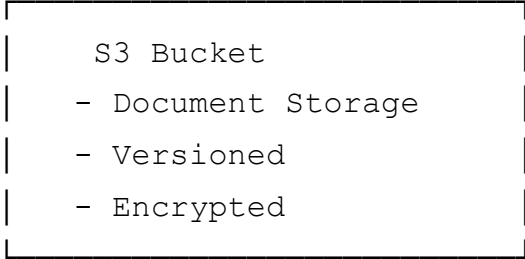 S3 Bucket
- Document Storage
- Versioned
- Encrypted